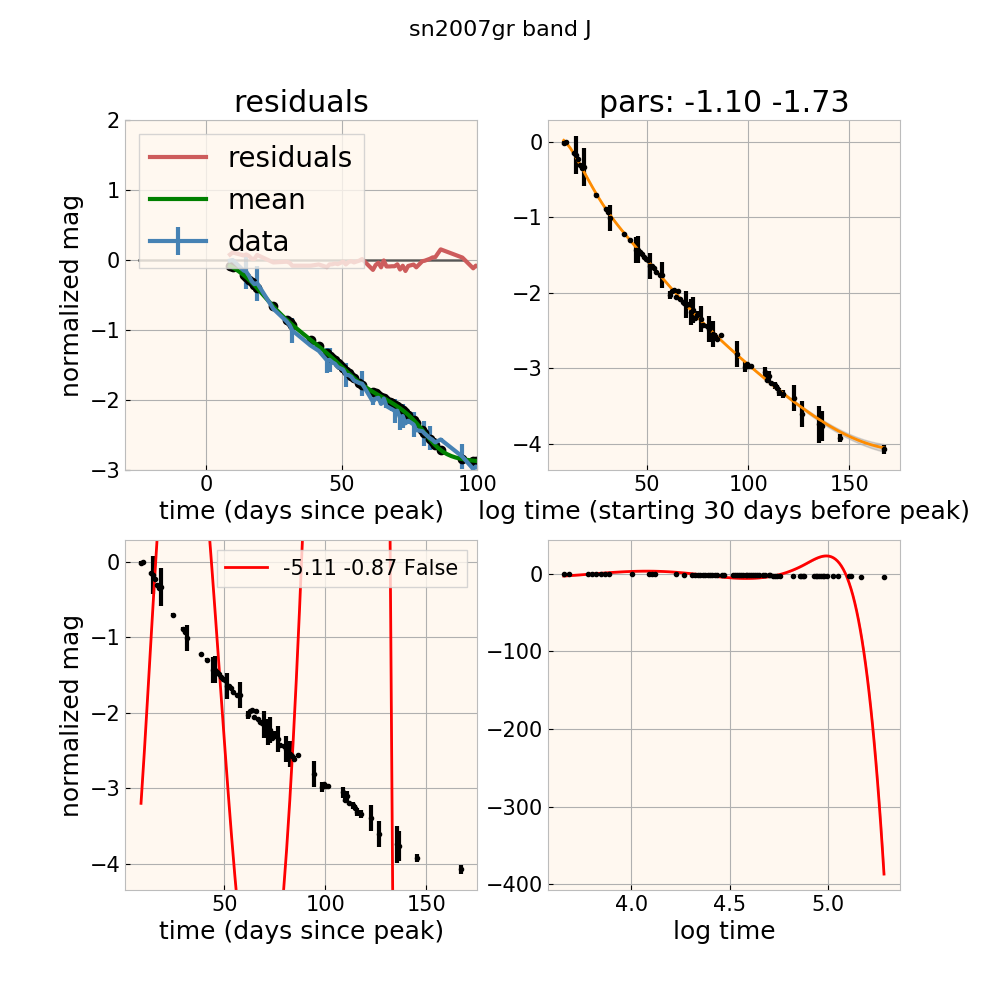 sn2007gr band J
residuals
pars: -1.10 -1.73
normalized mag
2
1
0
−1
−2
−3
residuals
mean
data
0
50
100
time (days since peak)
0
−1
−2
−3
−4
50
100
150
log time (starting 30 days before peak)
normalized mag
0
−1
−2
−3
−4
-5.11 -0.87 False
50
100
150
time (days since peak)
0
−100
−200
−300
−400
4.0
4.5
5.0
log time